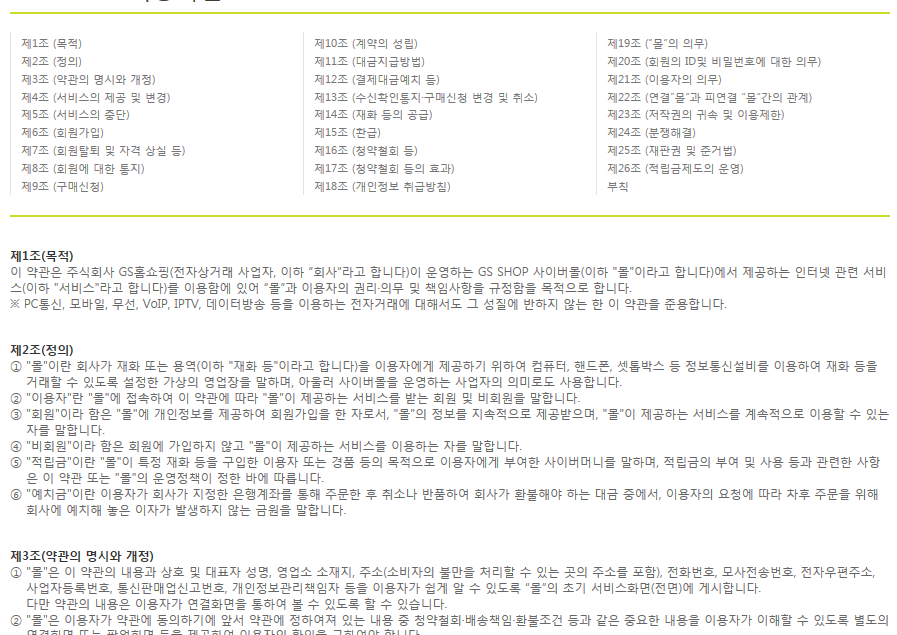 제1조 (목적)
제2조 (정의)
제3조 (약관의 명시와 개정)
제4조 (서비스의 제공 및 변경)
제5조 (서비스의 중단)
제6조 (회원가입)
제7조 (회원탈퇴 및 자격 상실 등)
제8조 (회원에 대한 통지)
제9조 (구매신청)
제10조 (계약의 성립)
제11조 (대금지급방법)
제12조 (결제대금예치 등)
제13조 (수신확인통지·구매신청 변경 및 취소)
제14조 (재화 등의 공급)
제15조 (환급)
제16조 (청약철회 등)
제17조 (청약철회 등의 효과)
제18조 (개인정보 취급방침)
제19조 ("몰"의 의무)
제20조 (회원의 ID및 비밀번호에 대한 의무)
제21조 (이용자의 의무)
제22조 (연결"몰"과 피연결 "몰"간의 관계)
제23조 (저작권의 귀속 및 이용제한)
제24조 (분쟁해결)
제25조 (재판권 및 준거법)
제26조 (적립금제도의 운영)
부칙
제1조(목적)
이 약관은 주식회사 GS홈쇼핑(전자상거래 사업자, 이하 "회사"라고 합니다)이 운영하는 GS SHOP 사이버몰(이하 "몰"이라고 합니다)에서 제공하는 인터넷 관련 서비
스(이하 "서비스"라고 합니다)를 이용함에 있어 "몰"과 이용자의 권리·의무 및 책임사항을 규정함을 목적으로 합니다.
※ PC통신, 모바일, 무선, VoIP, IPTV, 데이터방송 등을 이용하는 전자거래에 대해서도 그 성질에 반하지 않는 한 이 약관을 준용합니다.
제2조(정의)
① "몰"이란 회사가 재화 또는 용역(이하 "재화 등"이라고 합니다)을 이용자에게 제공하기 위하여 컴퓨터, 핸드폰, 셋톱박스 등 정보통신설비를 이용하여 재화 등을
거래할 수 있도록 설정한 가상의 영업장을 말하며, 아울러 사이버몰을 운영하는 사업자의 의미로도 사용합니다.
② "이용자"란 "몰"에 접속하여 이 약관에 따라 "몰"이 제공하는 서비스를 받는 회원 및 비회원을 말합니다.
③ "회원"이라 함은 "몰"에 개인정보를 제공하여 회원가입을 한 자로서, "몰"의 정보를 지속적으로 제공받으며, "몰"이 제공하는 서비스를 계속적으로 이용할 수 있는
자를 말합니다.
④ "비회원"이라 함은 회원에 가입하지 않고 "몰"이 제공하는 서비스를 이용하는 자를 말합니다.
⑤ "적립금"이란 "몰"이 특정 재화 등을 구입한 이용자 또는 경품 등의 목적으로 이용자에게 부여한 사이버머니를 말하며, 적립금의 부여 및 사용 등과 관련한 사항
은 이 약관 또는 "몰"의 운영정책이 정한 바에 따릅니다.
⑥ "예치금"이란 이용자가 회사가 지정한 은행계좌를 통해 주문한 후 취소나 반품하여 회사가 환불해야 하는 대금 중에서, 이용자의 요청에 따라 차후 주문을 위해
회사에 예치해 놓은 이자가 발생하지 않는 금원을 말합니다.
제3조(약관의 명시와 개정)
① "몰"은 이 약관의 내용과 상호 및 대표자 성명, 영업소 소재지, 주소(소비자의 불만을 처리할 수 있는 곳의 주소를 포함), 전화번호, 모사전송번호, 전자우편주소,
사업자등록번호, 통신판매업신고번호, 개인정보관리책임자 등을 이용자가 쉽게 알 수 있도록 "몰"의 초기 서비스화면(전면)에 게시합니다.
다만 약관의 내용은 이용자가 연결화면을 통하여 볼 수 있도록 할 수 있습니다.
② "몰"은 이용자가 약관에 동의하기에 앞서 약관에 정하여져 있는 내용 중 청약철회·배송책임·환불조건 등과 같은 중요한 내용을 이용자가 이해할 수 있도록 별도의